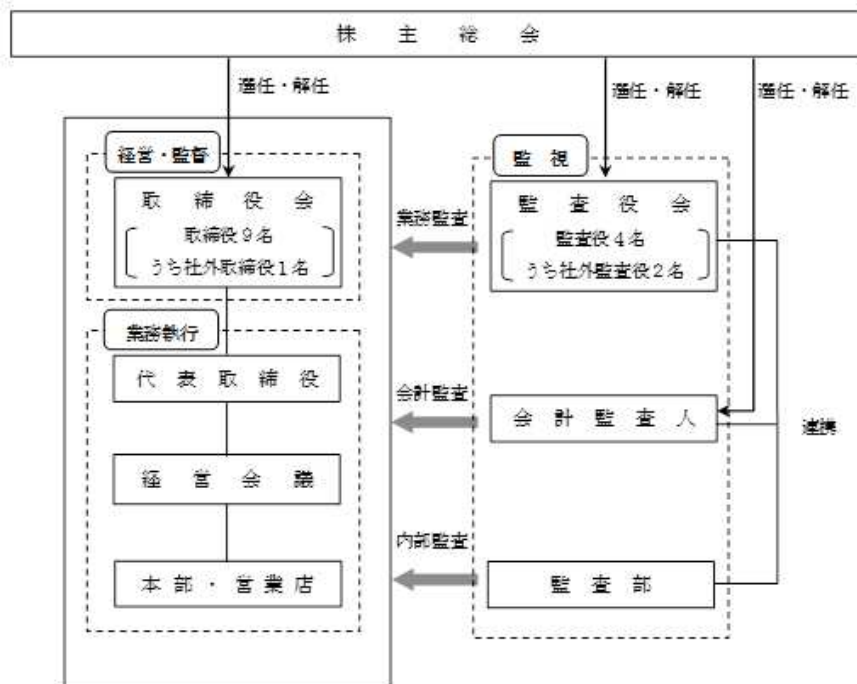 株主総会
選任・解任
選任・解任
選任・解任
経営・監督
監視
取締役会
取締役9名
うち社外取締役1名
業務監査
監査役会
監査役4名
うち社外監査役2名
業務執行
代表取締役
会計監査
会計監査人
連携
経営会議
内部監査
本部・営業店
監査部